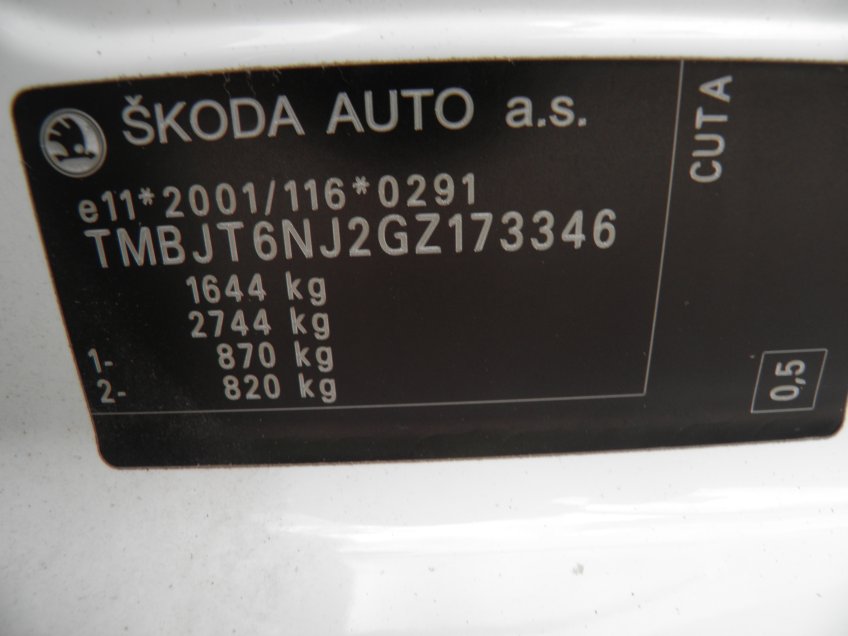 ŠKODA AUTO a.s.
e11*2001/116*0291
TMBJT6NJ2GZ173346
1644 kg
2744 kg
1- 870 kg
2- 820 kg
CUTA
0,5